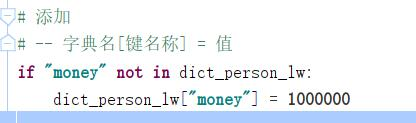 # 添加
# -- 字典名[键名称] = 值
if "money" not in dict_person_lw:
    dict_person_lw["money"] = 1000000